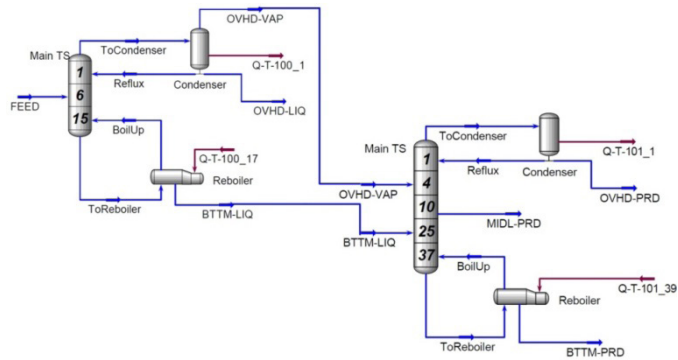 OVHD-VAP
ToCondenser
Main TS
Q-T-100_1
1
Reflux
Condenser
6
FEED
OVHD-LIQ
15
BoilUp
Q-T-100_17
Reboiler
ToReboiler
BTTM-LIQ
ToCondenser
Main TS
Q-T-101_1
1
Reflux
Condenser
OVHD-VAP
4
OVHD-PRD
10
MIDL-PRD
25
BTTM-LIQ
37
BoilUp
Q-T-101_39
Reboiler
ToReboiler
BTTM-PRD